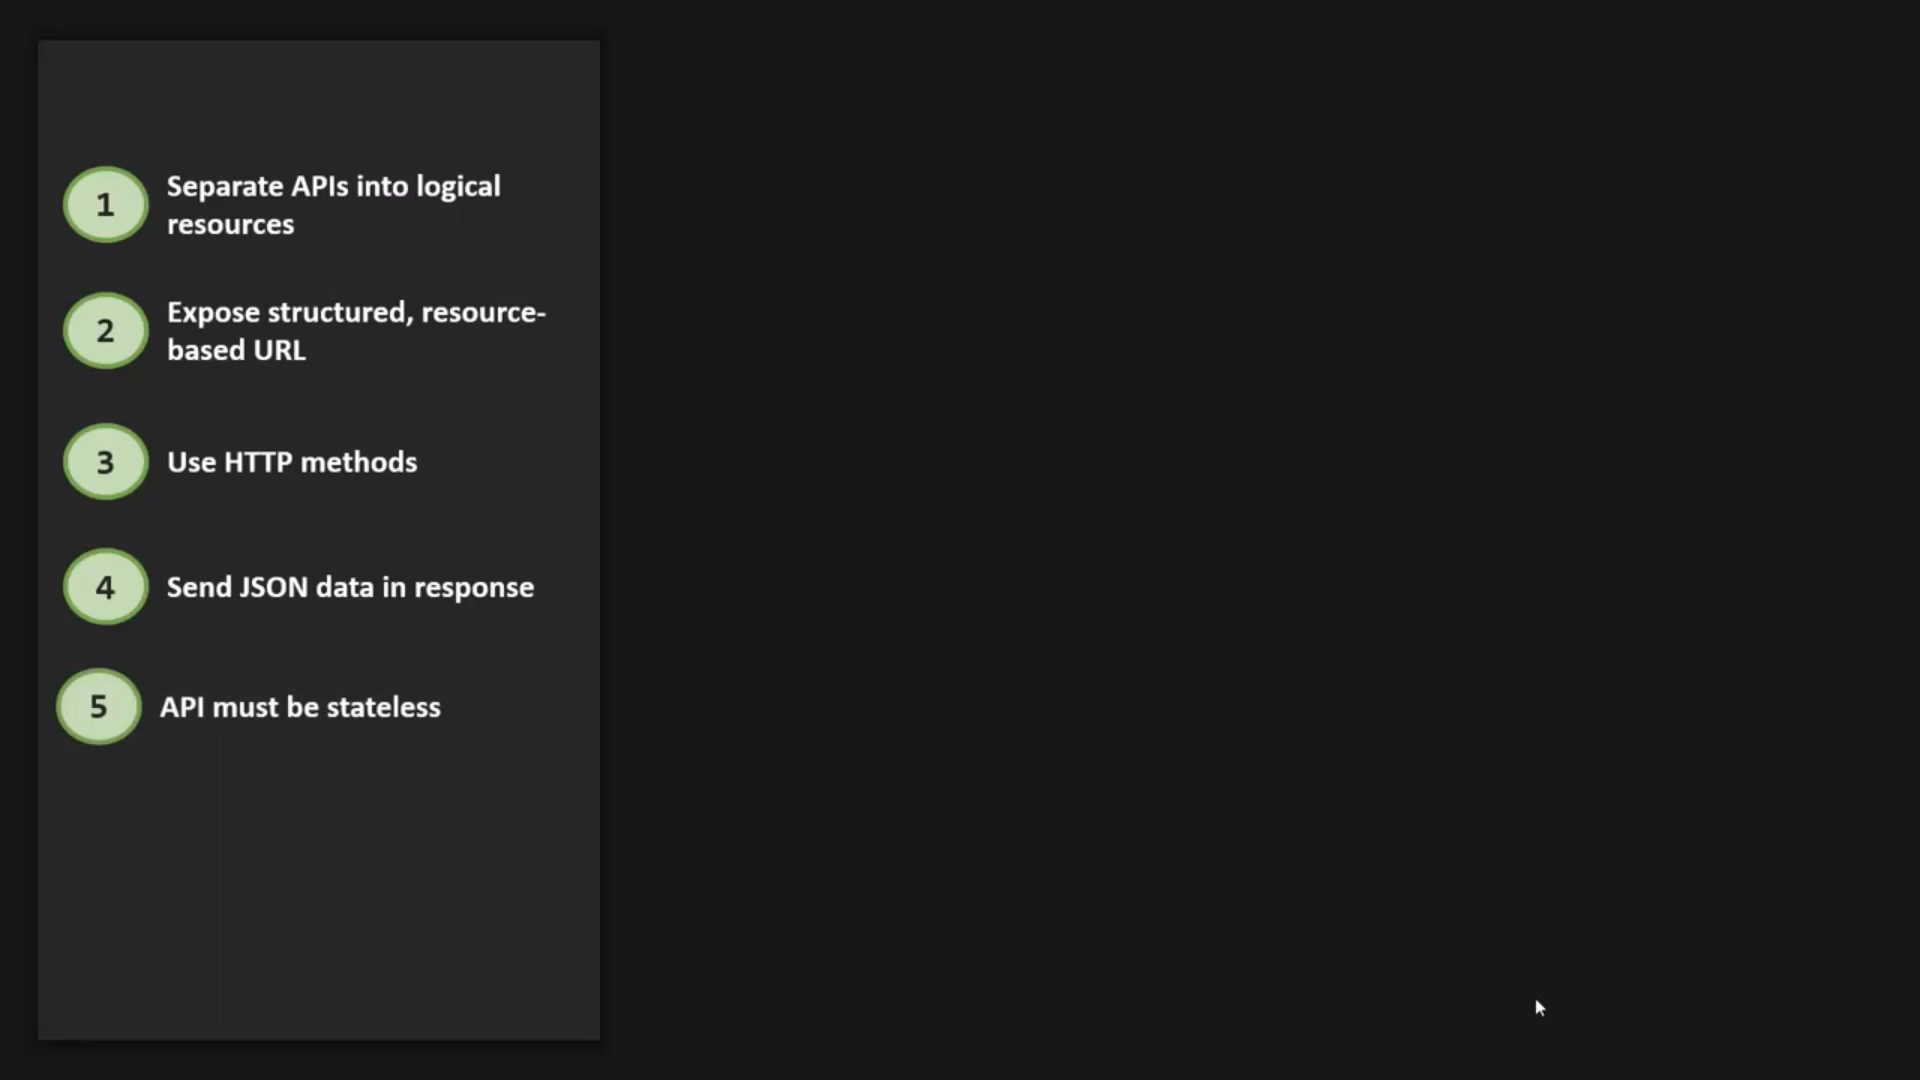 1 Separate APIs into logical
resources
2 Expose structured, resource-
based URL
3 Use HTTP methods
4 Send JSON data in response
5 API must be stateless